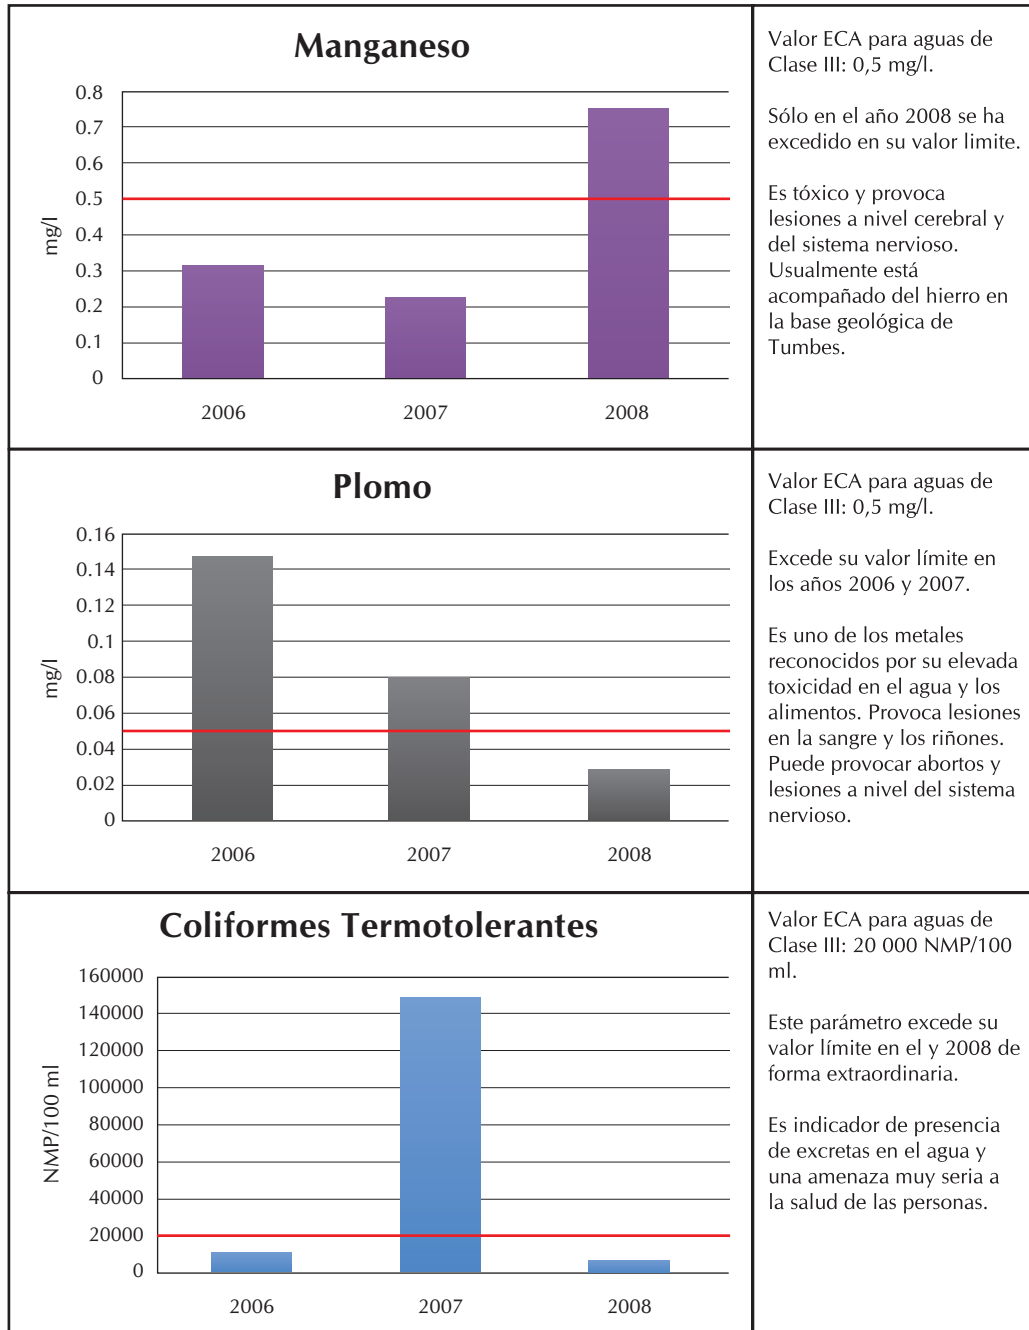 Manganeso
0.8
0.7
0.6
0.5
0.4
0.3
0.2
0.1
0
mg/l
2006 2007 2008
Valor ECA para aguas de
Clase III: 0,5 mg/l.
Sólo en el año 2008 se ha
excedido en su valor limite.
Es tóxico y provoca
lesiones a nivel cerebral y
del sistema nervioso.
Usualmente está
acompañado del hierro en
la base geológica de
Tumbes.
Plomo
0.16
0.14
0.12
0.1
0.08
0.06
0.04
0.02
0
mg/l
2006 2007 2008
Valor ECA para aguas de
Clase III: 0,5 mg/l.
Excede su valor límite en
los años 2006 y 2007.
Es uno de los metales
reconocidos por su elevada
toxicidad en el agua y los
alimentos. Provoca lesiones
en la sangre y los riñones.
Puede provocar abortos y
lesiones a nivel del sistema
nervioso.
Coliformes Termotolerantes
160000
140000
120000
100000
80000
60000
40000
20000
0
NMP/100 ml
2006 2007 2008
Valor ECA para aguas de
Clase III: 20 000 NMP/100
ml.
Este parámetro excede su
valor límite en el y 2008 de
forma extraordinaria.
Es indicador de presencia
de excretas en el agua y
una amenaza muy seria a
la salud de las personas.